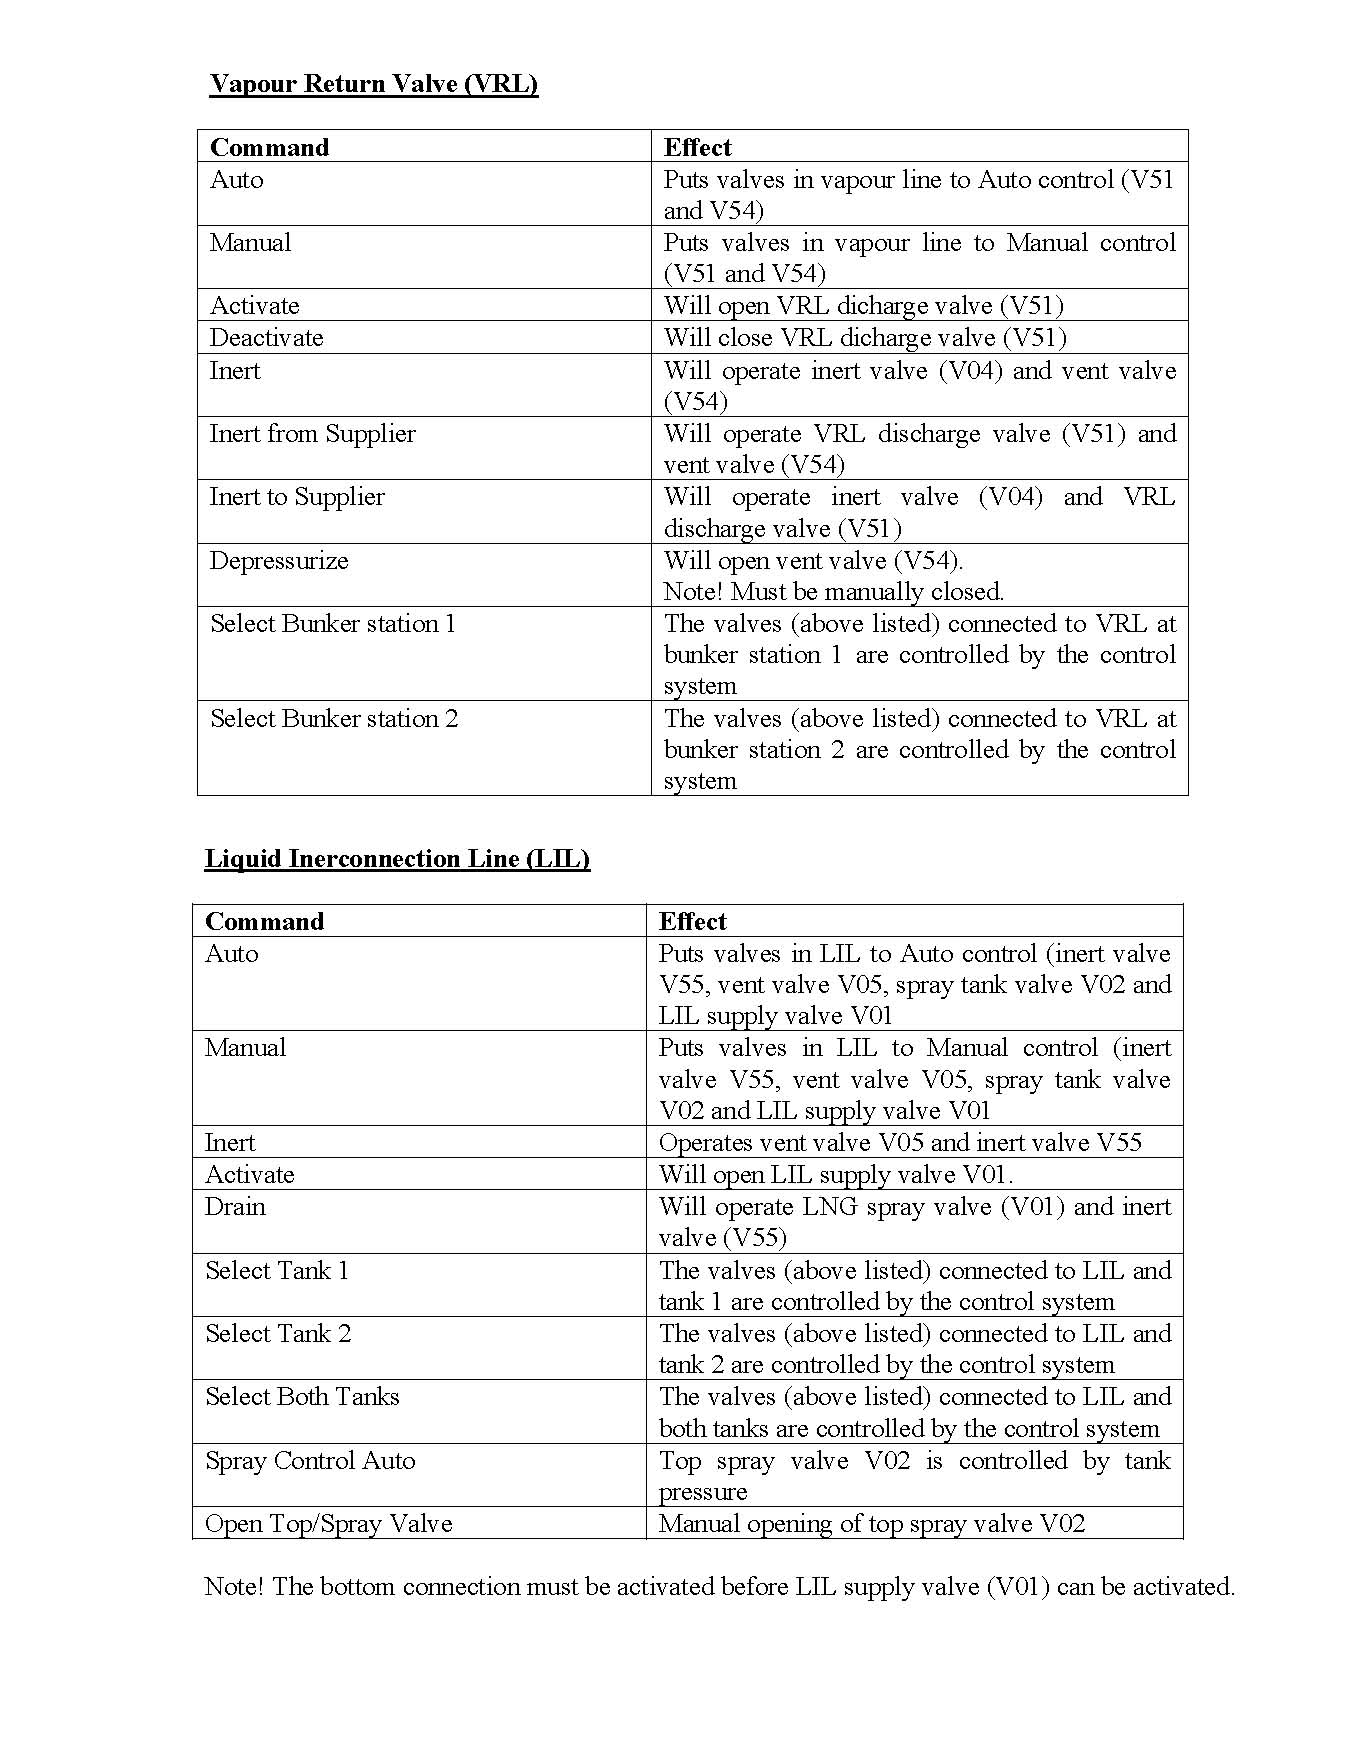 Vapour Return Valve (VRL)
Command Effect
Auto Puts valves in vapour line to Auto control (V51
and V54)
Manual Puts valves in vapour line to Manual control
(V51 and V54)
Activate Will open VRL dicharge valve (V51)
Deactivate Will close VRL dicharge valve (V51)
Inert Will operate inert valve (V04) and vent valve
(V54)
Inert from Supplier Will operate VRL discharge valve (V51) and
vent valve (V54)
Inert to Supplier Will operate inert valve (V04) and VRL
discharge valve (V51)
Depressurize Will open vent valve (V54).
Note! Must be manually closed.
Select Bunker station 1 The valves (above listed) connected to VRL at
bunker station 1 are controlled by the control
system
Select Bunker station 2 The valves (above listed) connected to VRL at
bunker station 2 are controlled by the control
system
Liquid Inerconnection Line (LIL)
Command Effect
Auto Puts valves in LIL to Auto control (inert valve
V55, vent valve V05, spray tank valve V02 and
LIL supply valve V01
Manual Puts valves in LIL to Manual control (inert
valve V55, vent valve V05, spray tank valve
V02 and LIL supply valve V01
Inert Operates vent valve V05 and inert valve V55
Activate Will open LIL supply valve V01.
Drain Will operate LNG spray valve (V01) and inert
valve (V55)
Select Tank 1 The valves (above listed) connected to LIL and
tank 1 are controlled by the control system
Select Tank 2 The valves (above listed) connected to LIL and
tank 2 are controlled by the control system
Select Both Tanks The valves (above listed) connected to LIL and
both tanks are controlled by the control system
Spray Control Auto Top spray valve V02 is controlled by tank
pressure
Open Top/Spray Valve Manual opening of top spray valve V02
Note! The bottom connection must be activated before LIL supply valve (V01) can be activated.